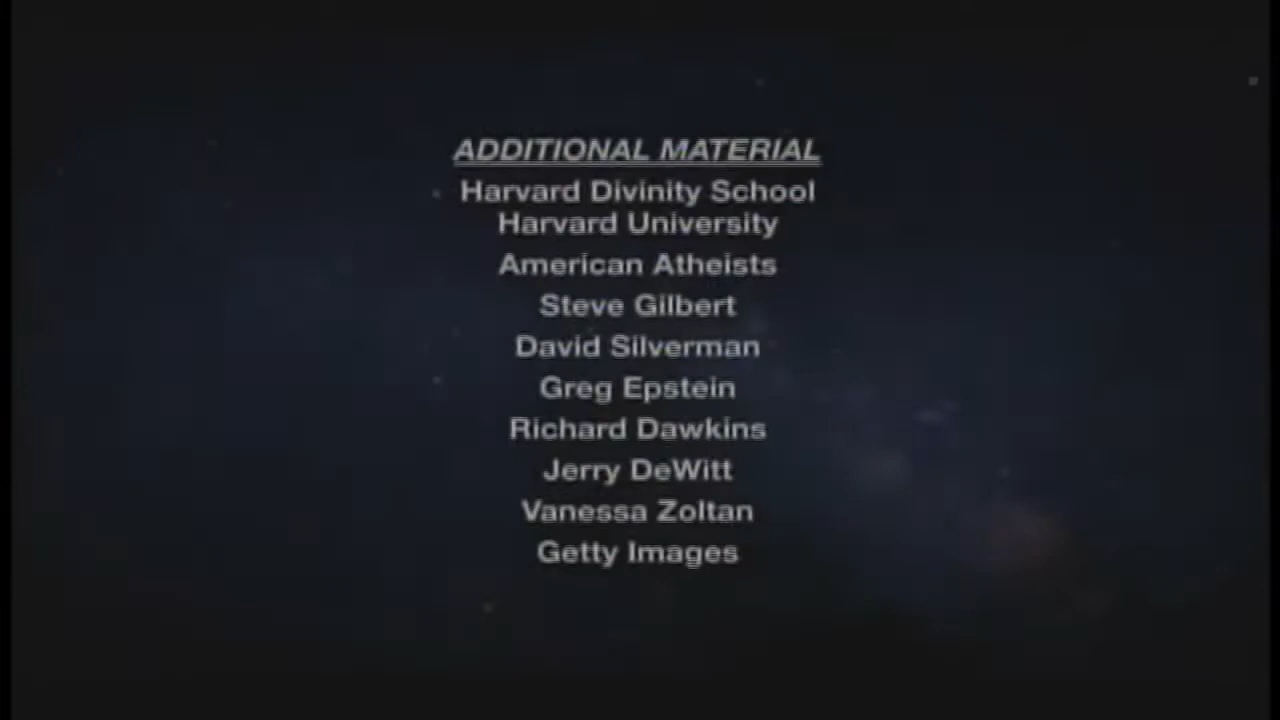 ADDITIONAL MATERIAL
Harvard Divinity School
Harvard University
American Atheists
Steve Gilbert
David Silverman
Greg Epstein
Richard Dawkins
Jerry DeWitt
Vanessa Zoltan
Getty Images